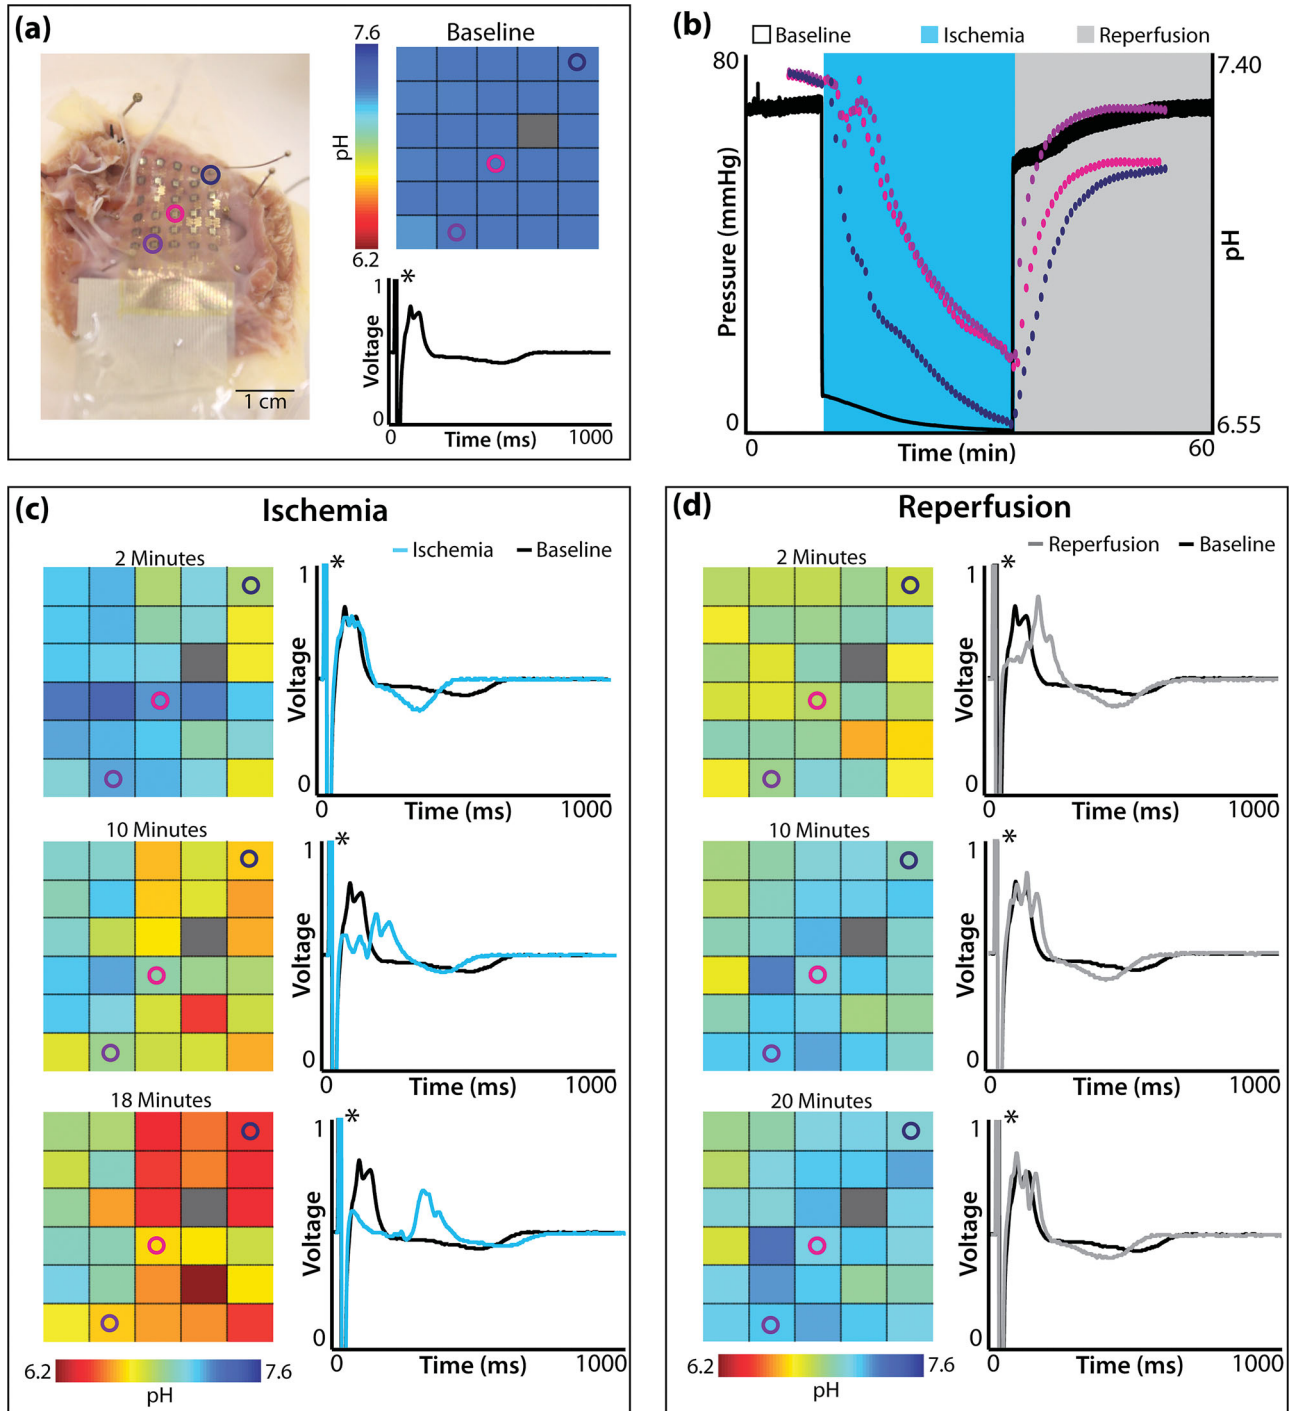 (a)
7.6
pH
6.2
Baseline
1 cm
*
1
Voltage
0
0
Time (ms)
1000
(b)
Baseline
Ischemia
Reperfusion
80
Pressure (mmHg)
0
7.40
pH
6.55
0
Time (min)
60
(c)
Ischemia
Ischemia
Baseline
2 Minutes
*
1
Voltage
0
0
Time (ms)
1000
10 Minutes
*
1
Voltage
0
0
Time (ms)
1000
18 Minutes
*
1
Voltage
0
0
Time (ms)
1000
6.2
7.6
pH
(d)
Reperfusion
Reperfusion
Baseline
2 Minutes
*
1
Voltage
0
0
Time (ms)
1000
10 Minutes
*
1
Voltage
0
0
Time (ms)
1000
20 Minutes
*
1
Voltage
0
0
Time (ms)
1000
6.2
7.6
pH